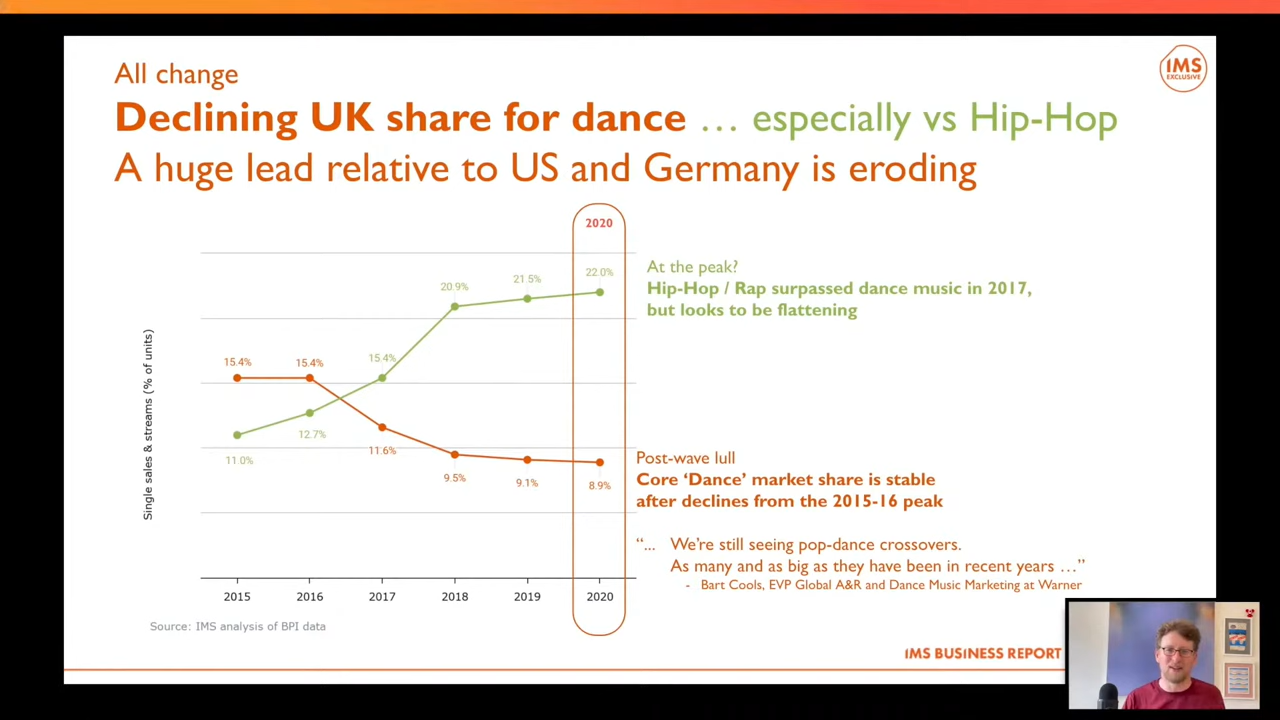 All change
IMS
EXCLUSIVE
Declining UK share for dance … especially vs Hip-Hop
A huge lead relative to US and Germany is eroding
2020
At the peak?
Hip-Hop / Rap surpassed dance music in 2017,
but looks to be flattening
Single sales & streams (% of units)
11.0%
12.7%
15.4%
20.9%
21.5%
22.0%
15.4%
15.4%
11.6%
9.5%
9.1%
8.9%
Post-wave lull
Core ‘Dance’ market share is stable
after declines from the 2015-16 peak
“... We’re still seeing pop-dance crossovers.
As many and as big as they have been in recent years …”
- Bart Cools, EVP Global A&R and Dance Music Marketing at Warner
2015 2016 2017 2018 2019 2020
Source: IMS analysis of BPI data
IMS BUSINESS REPORT